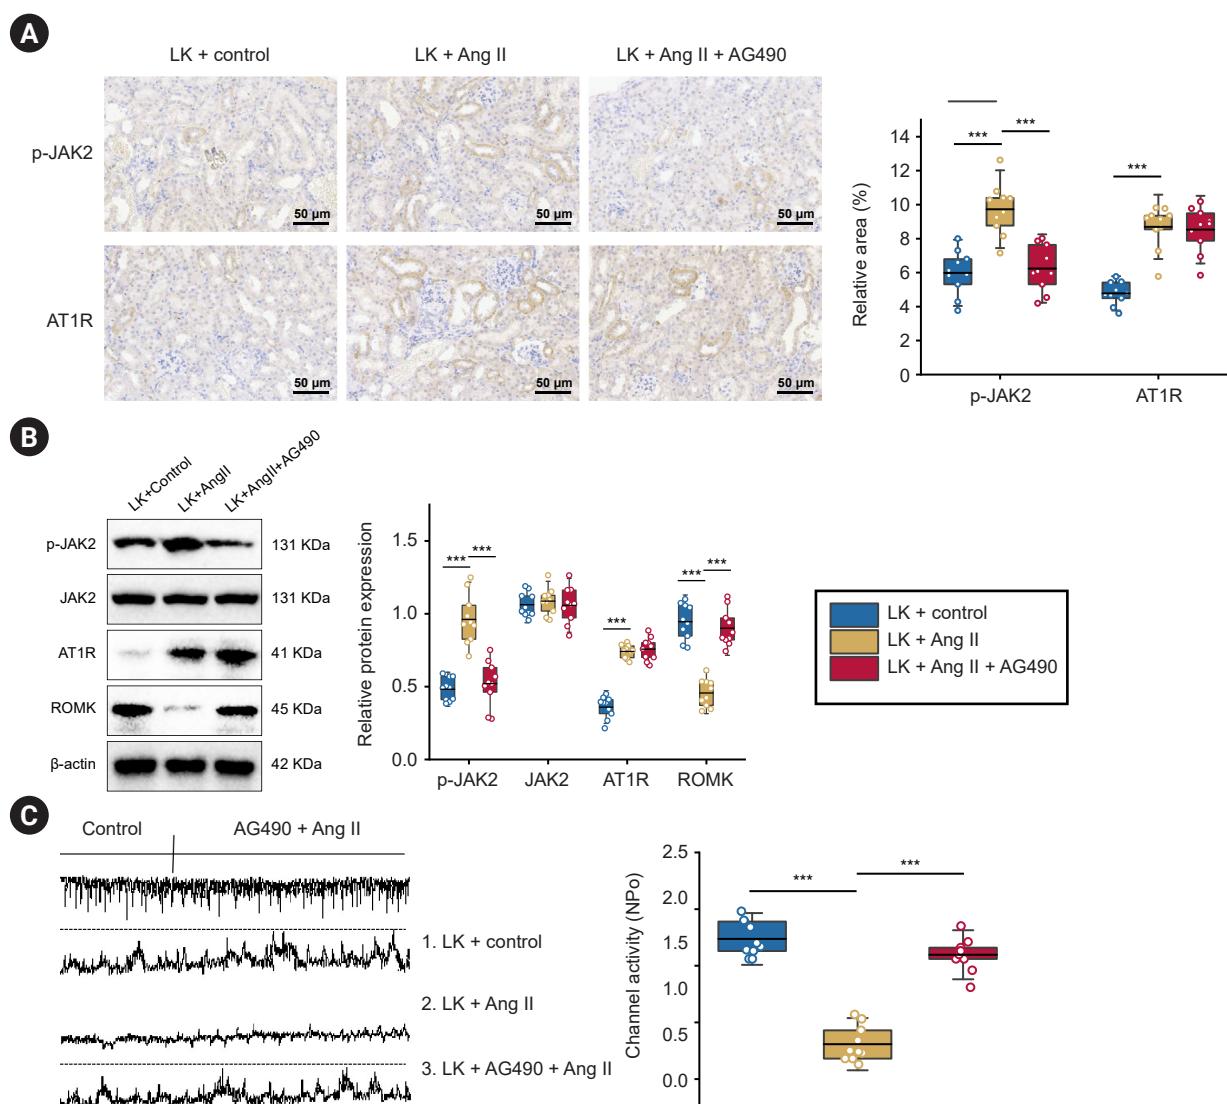 A
LK + control
LK + Ang II
LK + Ang II + AG490
p-JAK2
50 μm
50 μm
50 μm
AT1R
50 μm
50 μm
50 μm
Relative area (%)
14
12
10
8
6
4
2
0
***
***
***
p-JAK2
AT1R
B
LK+Control
LK+AngII
LK+AngII+AG490
p-JAK2
131 KDa
JAK2
131 KDa
AT1R
41 KDa
ROMK
45 KDa
β-actin
42 KDa
Relative protein expression
1.5
1.0
0.5
0.0
***
***
***
***
***
p-JAK2
JAK2
AT1R
ROMK
LK + control
LK + Ang II
LK + Ang II + AG490
C
Control
AG490 + Ang II
1. LK + control
2. LK + Ang II
3. LK + AG490 + Ang II
Channel activity (NPo)
2.5
2.0
1.5
1.0
0.5
0.0
***
***